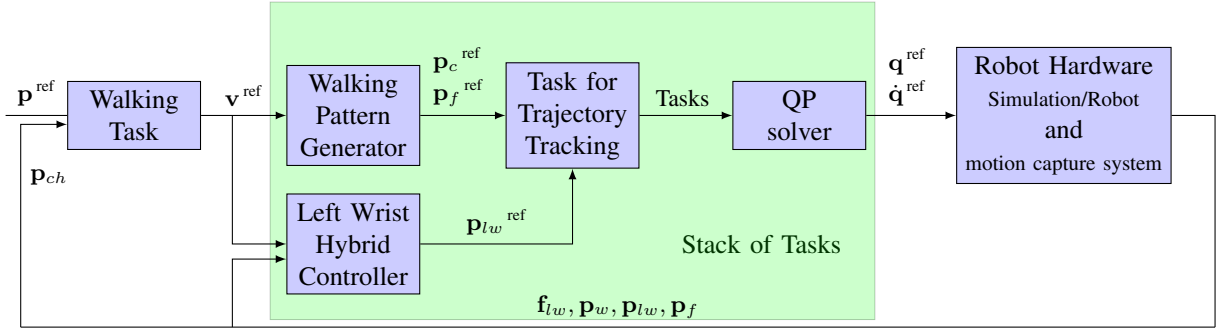 p^ref
p_ch
Walking
Task
v^ref
Walking
Pattern
Generator
p_c^ref
p_f^ref
Left Wrist
Hybrid
Controller
p_lw^ref
Task for
Trajectory
Tracking
Tasks
QP
solver
Stack of Tasks
q^ref
q̇^ref
Robot Hardware
Simulation/Robot
and
motion capture system
f_lw, p_w, p_lw, p_f